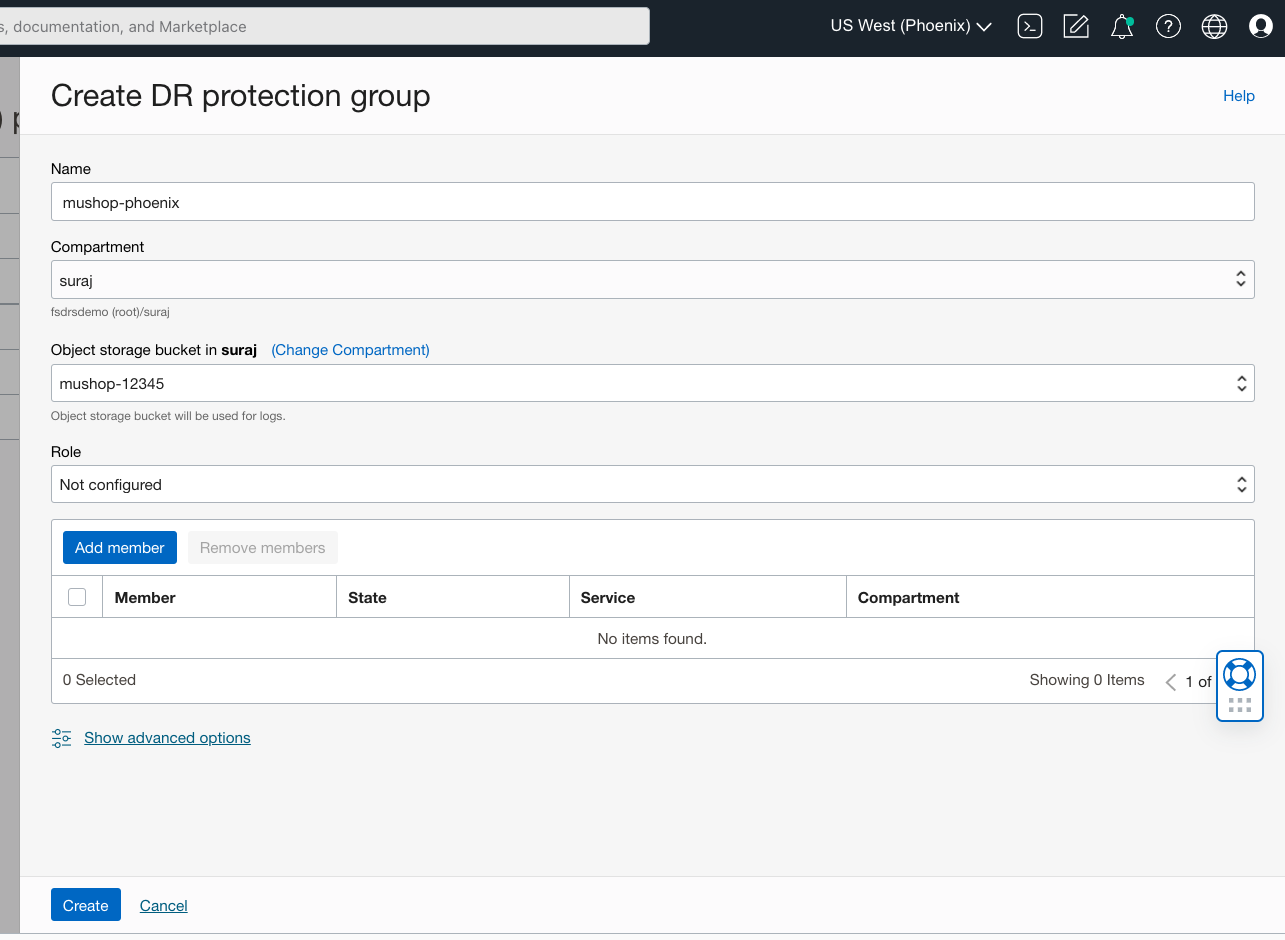 s, documentation, and Marketplace
US West (Phoenix)
Create DR protection group
Help
Name
mushop-phoenix
Compartment
suraj
fsdrsdemo (root)/suraj
Object storage bucket in suraj (Change Compartment)
mushop-12345
Object storage bucket will be used for logs.
Role
Not configured
Add member Remove members
Member State Service Compartment
No items found.
0 Selected Showing 0 Items 1 of
Show advanced options
Create Cancel